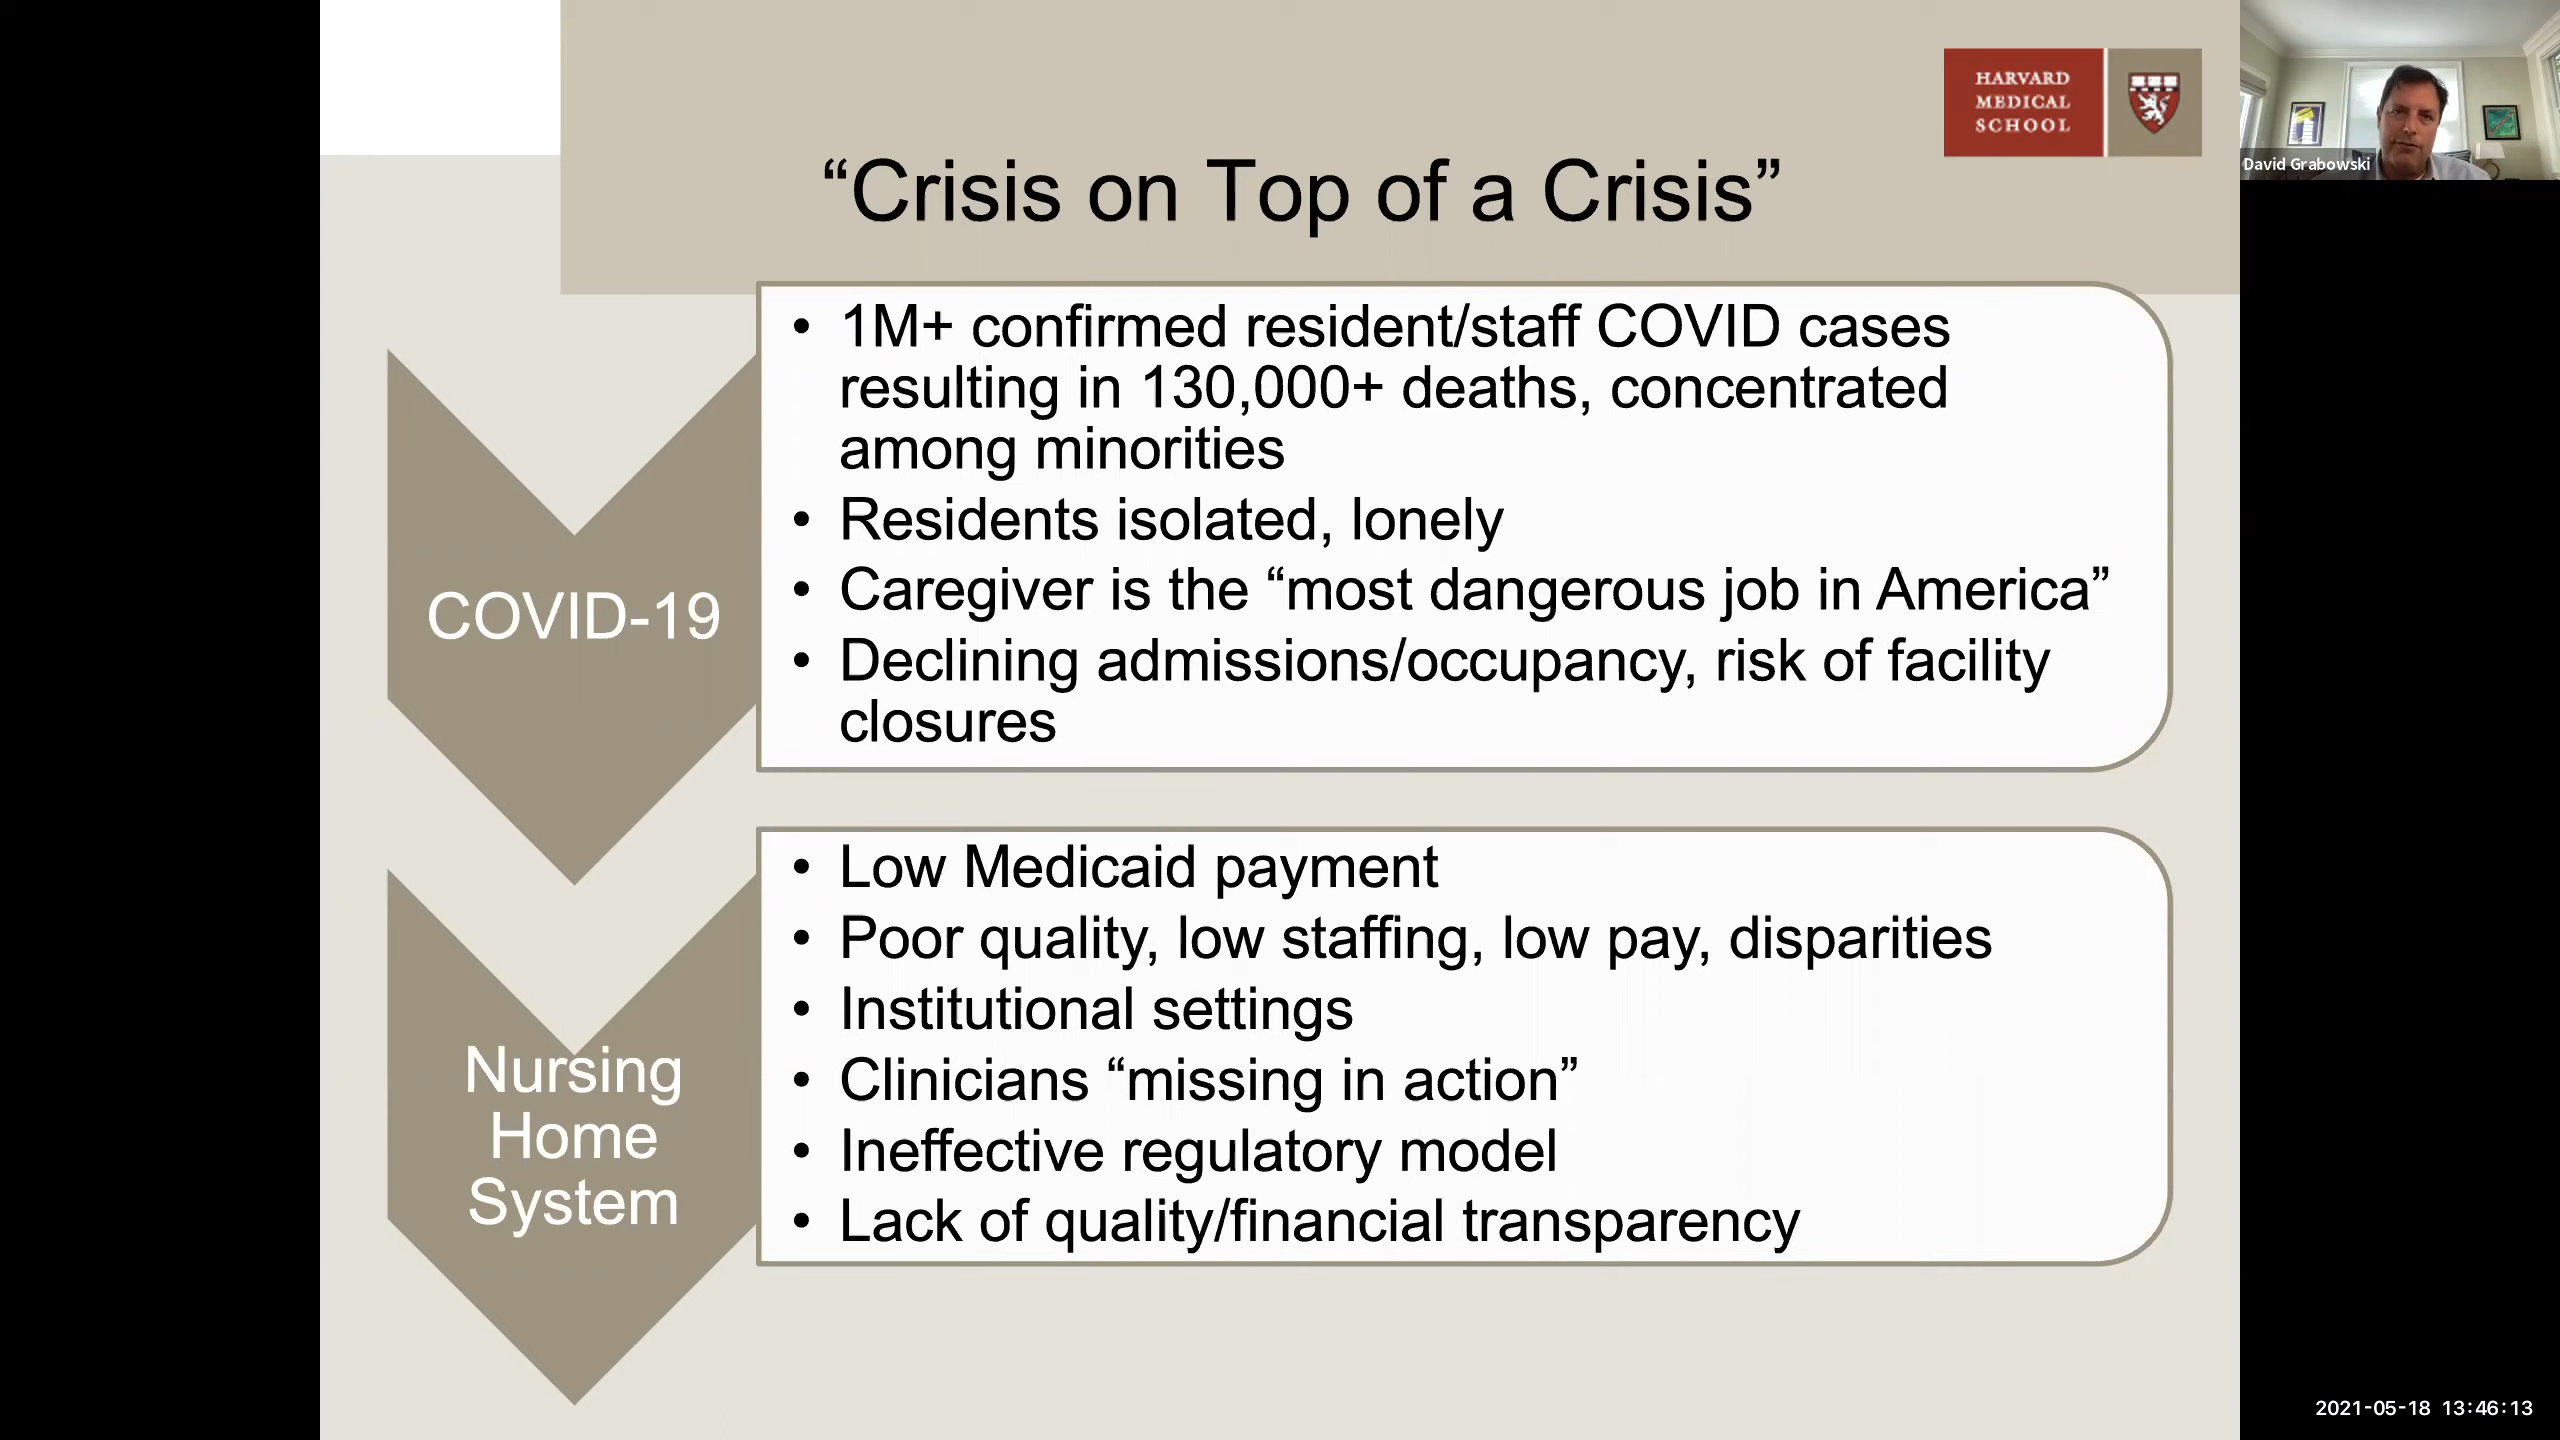 HARVARD
MEDICAL
SCHOOL
David Grabowski
“Crisis on Top of a Crisis”
COVID-19
• 1M+ confirmed resident/staff COVID cases
resulting in 130,000+ deaths, concentrated
among minorities
• Residents isolated, lonely
• Caregiver is the “most dangerous job in America”
• Declining admissions/occupancy, risk of facility
closures
Nursing
Home
System
• Low Medicaid payment
• Poor quality, low staffing, low pay, disparities
• Institutional settings
• Clinicians “missing in action”
• Ineffective regulatory model
• Lack of quality/financial transparency
2021-05-18 13:46:13